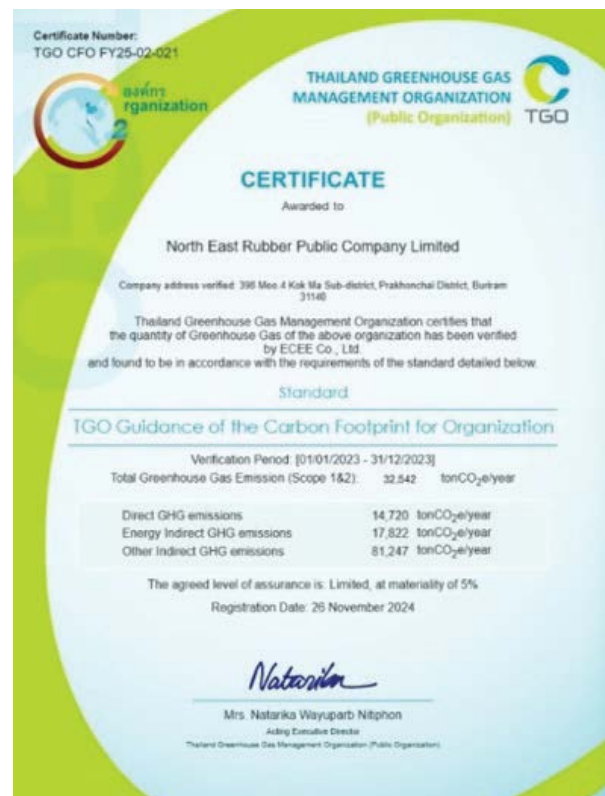 Certificate Number:
TGO CFO FY25-02-021
องค์กร
rganization
2
THAILAND GREENHOUSE GAS
MANAGEMENT ORGANIZATION
(Public Organization)
TGO
CERTIFICATE
Awarded to
North East Rubber Public Company Limited
Company address verified: 398 Moo.4 Kok Ma Sub-district, Prakhonchai District, Buriram
31140
Thailand Greenhouse Gas Management Organization certifies that
the quantity of Greenhouse Gas of the above organization has been verified
by ECEE Co., Ltd.
and found to be in accordance with the requirements of the standard detailed below.
Standard
TGO Guidance of the Carbon Footprint for Organization
Verification Period: [01/01/2023 - 31/12/2023]
Total Greenhouse Gas Emission (Scope 1&2): 32,542 tonCO₂e/year
Direct GHG emissions 14,720 tonCO₂e/year
Energy Indirect GHG emissions 17,822 tonCO₂e/year
Other Indirect GHG emissions 81,247 tonCO₂e/year
The agreed level of assurance is: Limited, at materiality of 5%
Registration Date: 26 November 2024
Mrs. Natarika Wayuparb Nitiphon
Acting Executive Director
Thailand Greenhouse Gas Management Organization (Public Organization)